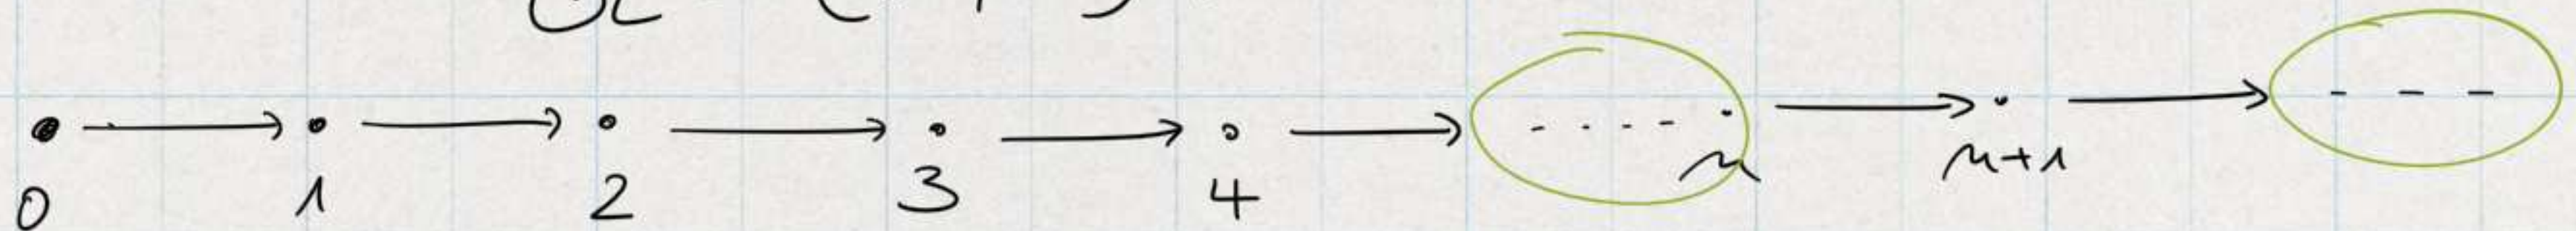 0 → 1 → 2 → 3 → 4 → - - - - n → n+1 → - - -